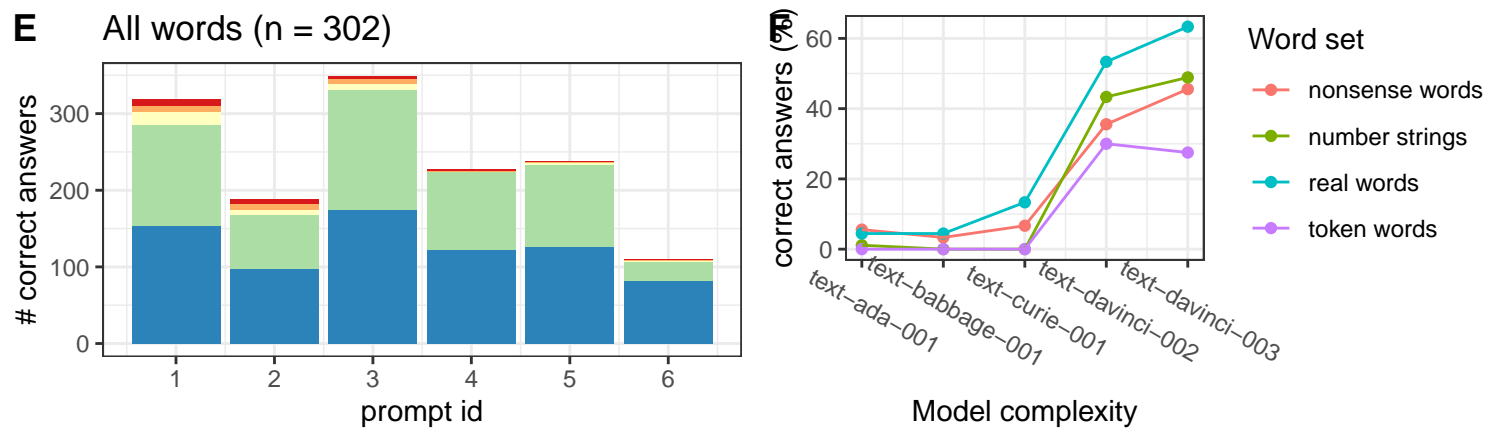 E
All words (n = 302)
# correct answers
300
200
100
0
1 2 3 4 5 6
prompt id
F
correct answers (%)
60
40
20
0
text−ada−001
text−babbage−001
text−curie−001
text−davinci−002
text−davinci−003
Model complexity
Word set
nonsense words
number strings
real words
token words